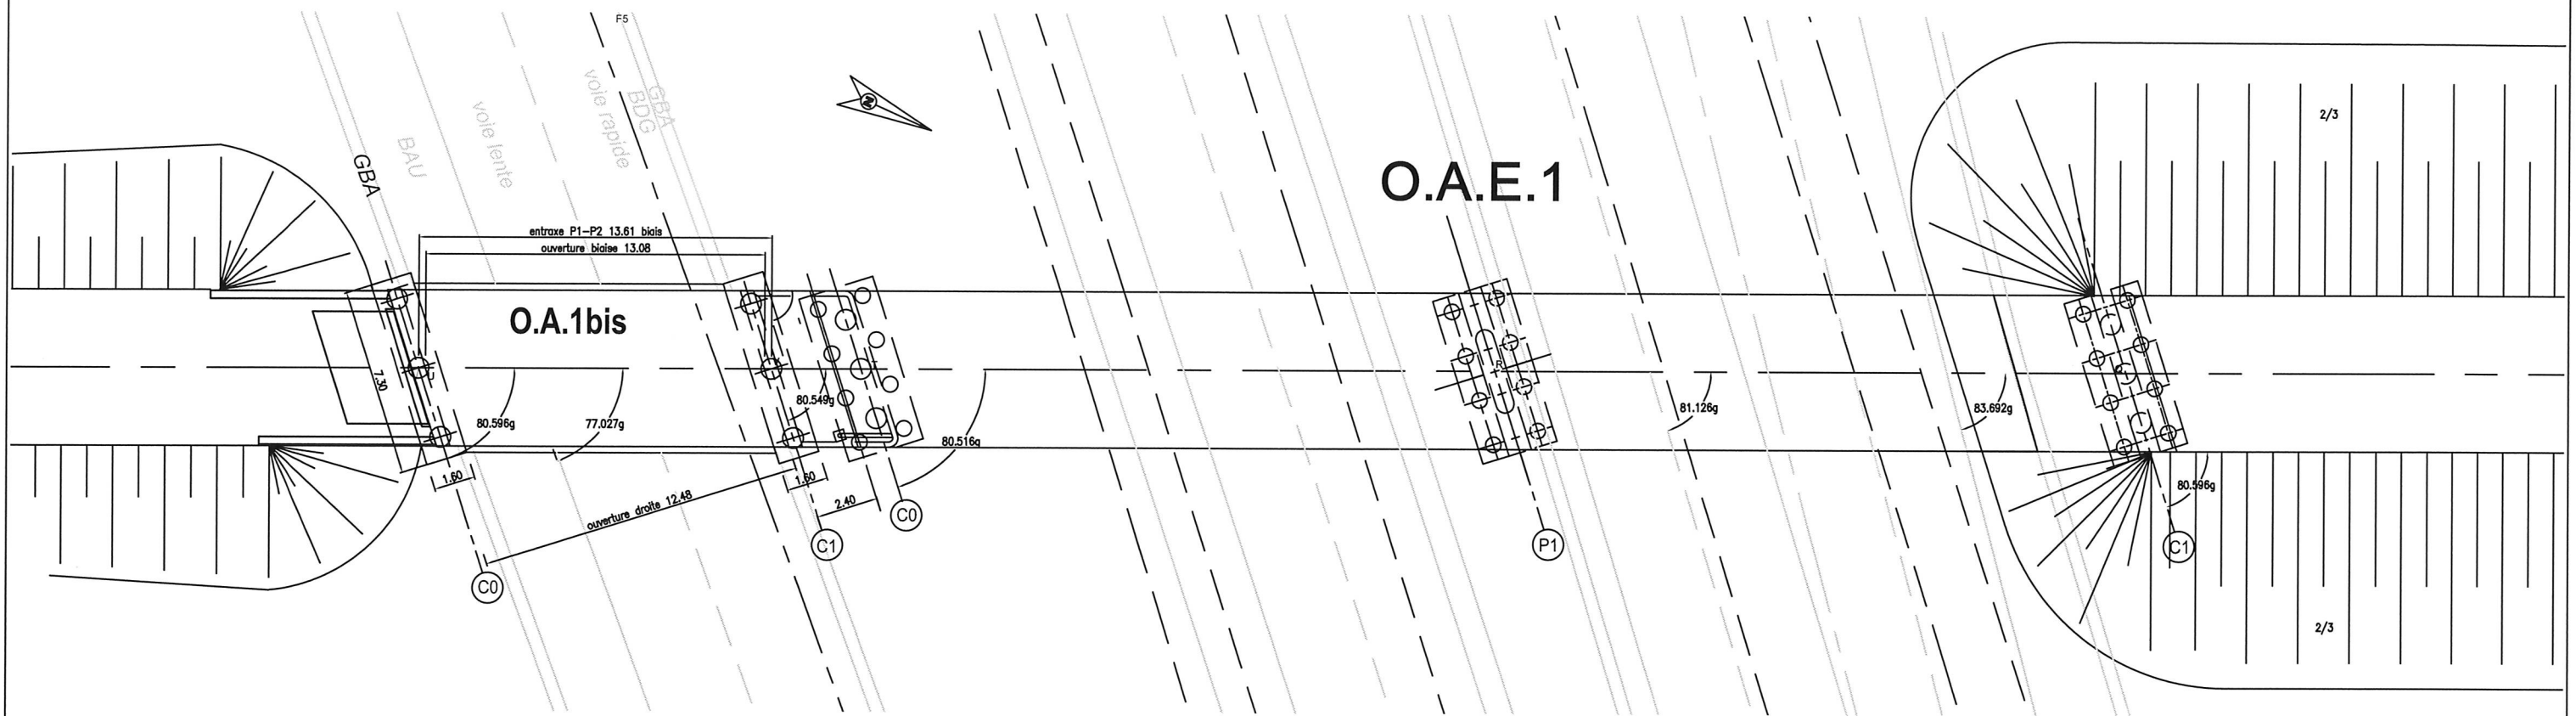 F5
GBA
BAU
voie lente
voie rapide
BDG
GBA
N
O.A.E.1
2/3
entraxe P1-P2 13.61 biais
ouverture biaise 13.08
O.A.1bis
7.30
80.596g
77.027g
80.549g
80.516g
R
81.126g
83.692g
80.596g
1.60
1.60
2.40
ouverture droite 12.48
C0
C1
C0
P1
C1
2/3